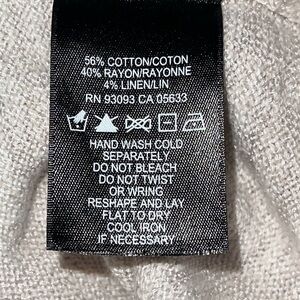 56% COTTON/COTON
40% RAYON/RAYONNE
4% LINEN/LIN
RN 93093 CA 05633
HAND WASH COLD
SEPARATELY
DO NOT BLEACH
DO NOT TWIST
OR WRING
RESHAPE AND LAY
FLAT TO DRY
COOL IRON
IF NECESSARY